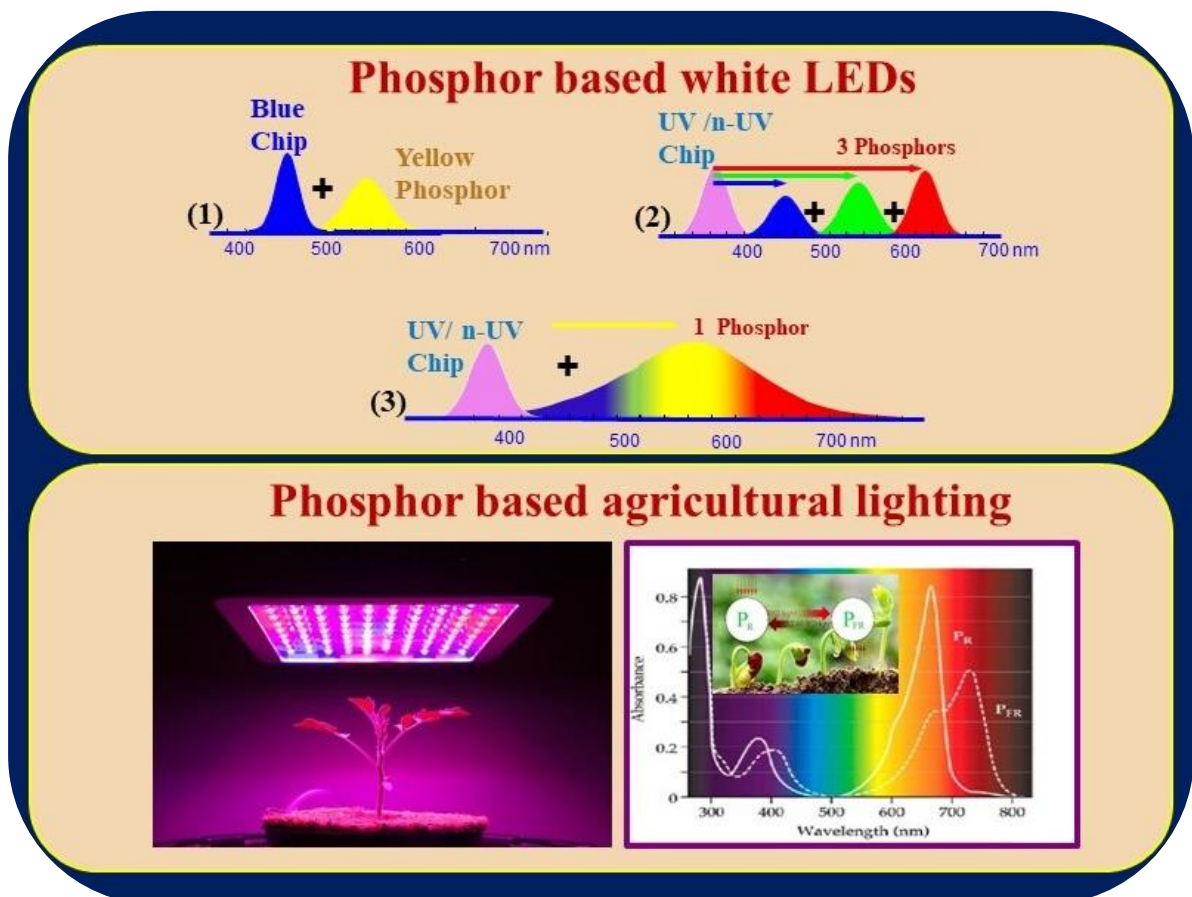 Phosphor based white LEDs
Blue
Chip
Yellow
Phosphor
+
(1)
400 500 600 700 nm
UV /n-UV
Chip
3 Phosphors
+ +
(2)
400 500 600 700 nm
UV/ n-UV
Chip
1 Phosphor
+
(3)
400 500 600 700 nm
Phosphor based agricultural lighting
0.8
0.6
0.4
0.2
0
Absorbance
PR
PFR
PR
PFR
300 400 500 600 700 800
Wavelength (nm)